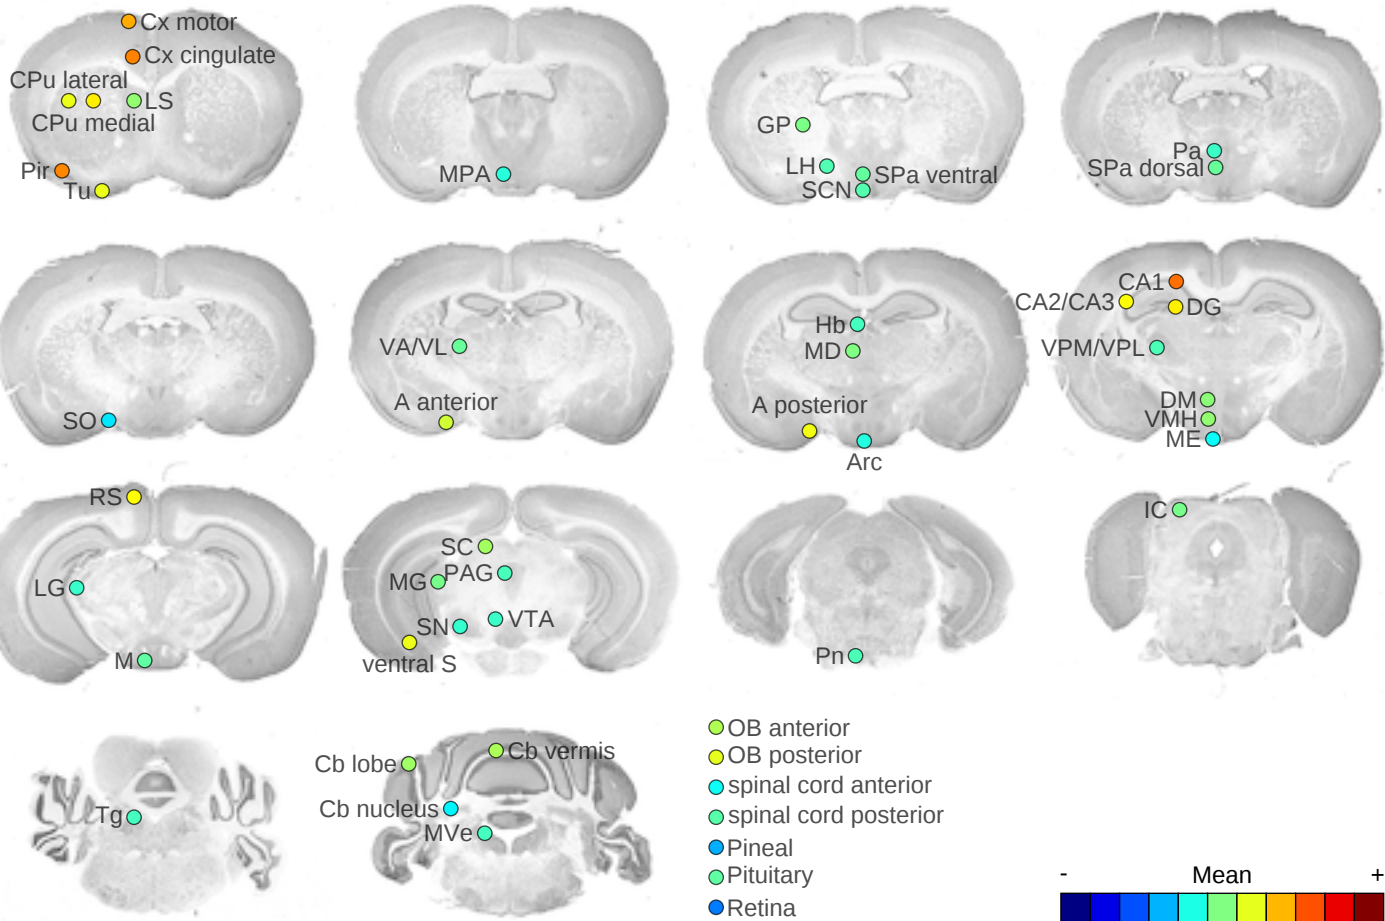 Cx motor
Cx cingulate
CPu lateral
LS
CPu medial
Pir
Tu
MPA
GP
LH
SPa ventral
SCN
Pa
SPa dorsal
SO
VA/VL
A anterior
Hb
MD
A posterior
Arc
CA1
CA2/CA3
DG
VPM/VPL
DM
VMH
ME
RS
LG
M
SC
MG
PAG
SN
VTA
ventral S
Pn
IC
Tg
Cb lobe
Cb vermis
Cb nucleus
MVe
OB anterior
OB posterior
spinal cord anterior
spinal cord posterior
Pineal
Pituitary
Retina
- Mean +